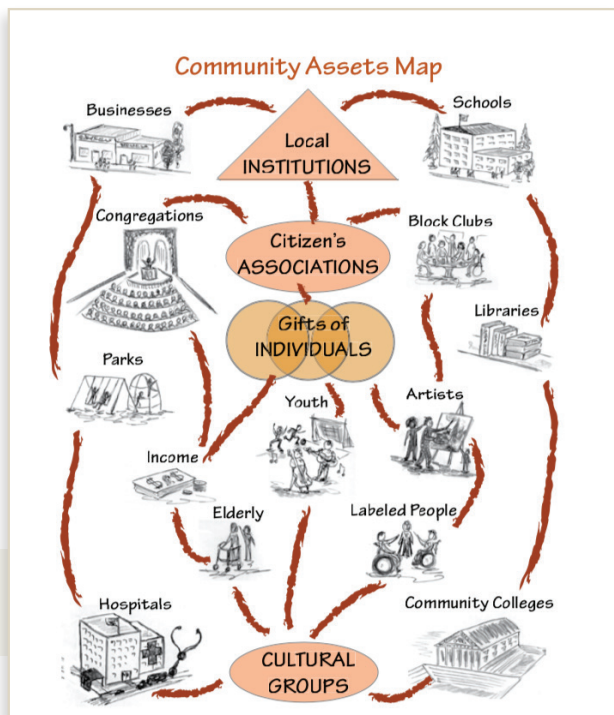 Community Assets Map
Businesses
Schools
Local
INSTITUTIONS
Congregations
Block Clubs
Citizen's
ASSOCIATIONS
Libraries
Gifts of
INDIVIDUALS
Parks
Youth
Artists
Income
Elderly
Labeled People
Hospitals
Community Colleges
CULTURAL
GROUPS